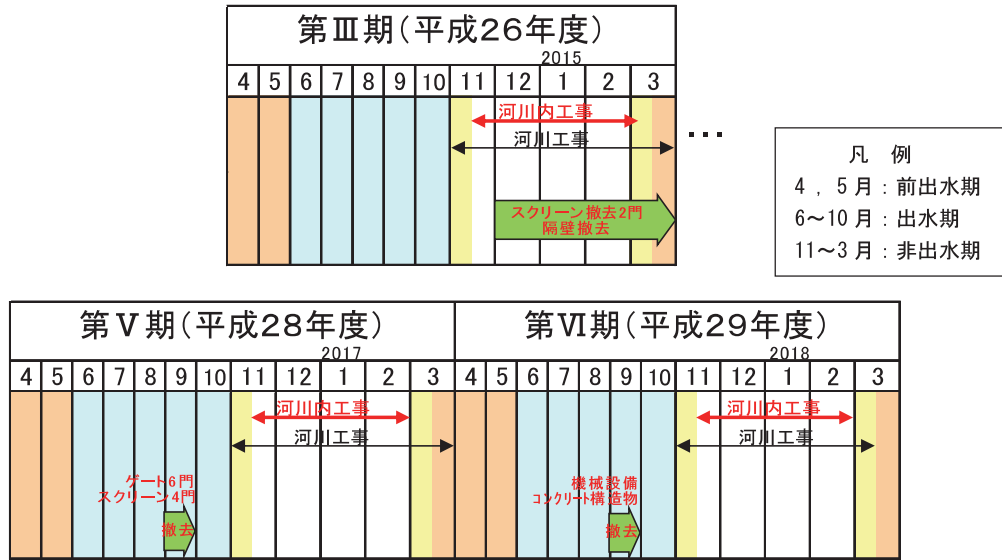 第Ⅲ期(平成26年度)
2015
4 5 6 7 8 9 10 11 12 1 2 3
河川内工事
河川工事
スクリーン撤去2門
隔壁撤去
･･･
凡 例
4 , 5 月 : 前出水期
6～10 月 : 出水期
11～3 月 : 非出水期
第Ⅴ期(平成28年度)
2017
4 5 6 7 8 9 10 11 12 1 2 3
河川内工事
河川工事
ゲート6門
スクリーン4門
撤去
第Ⅵ期(平成29年度)
2018
4 5 6 7 8 9 10 11 12 1 2 3
河川内工事
河川工事
機械設備
コンクリート構造物
撤去